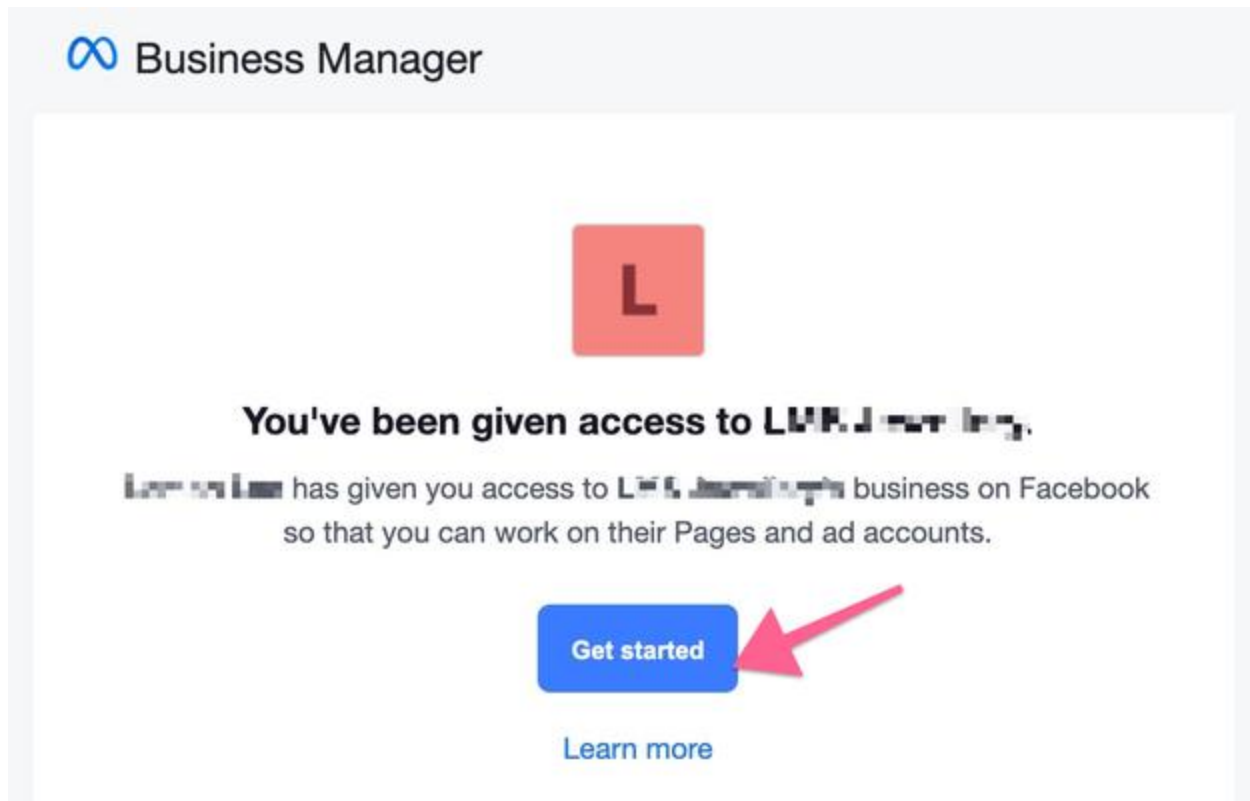 Business Manager
L
You've been given access to
has given you access to business on Facebook
so that you can work on their Pages and ad accounts.
Get started
Learn more